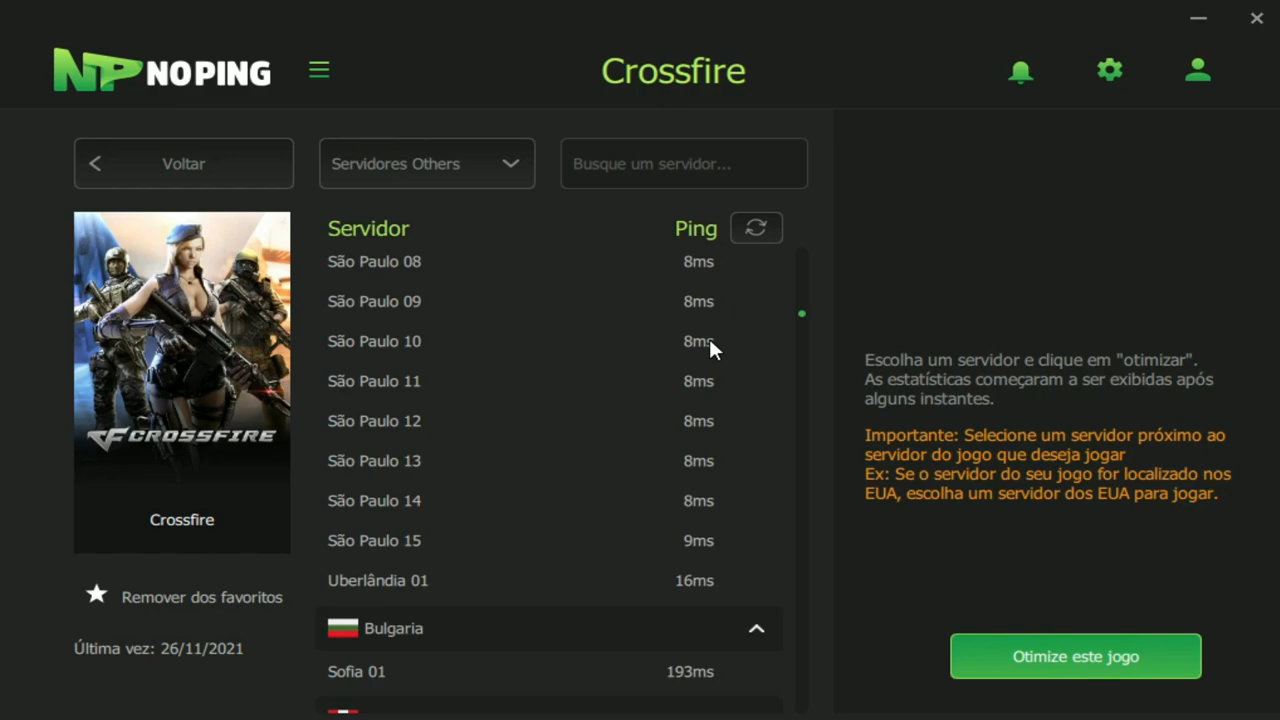 NP NOPING
Crossfire
Voltar
Servidores Others
Busque um servidor...
Servidor
Ping
São Paulo 08
8ms
São Paulo 09
8ms
São Paulo 10
8ms
São Paulo 11
8ms
São Paulo 12
8ms
São Paulo 13
8ms
São Paulo 14
8ms
São Paulo 15
9ms
Uberlândia 01
16ms
Bulgaria
Sofia 01
193ms
CF CROSSFIRE
Crossfire
Remover dos favoritos
Última vez: 26/11/2021
Escolha um servidor e clique em "otimizar".
As estatísticas começaram a ser exibidas após
alguns instantes.
Importante: Selecione um servidor próximo ao
servidor do jogo que deseja jogar
Ex: Se o servidor do seu jogo for localizado nos
EUA, escolha um servidor dos EUA para jogar.
Otimize este jogo